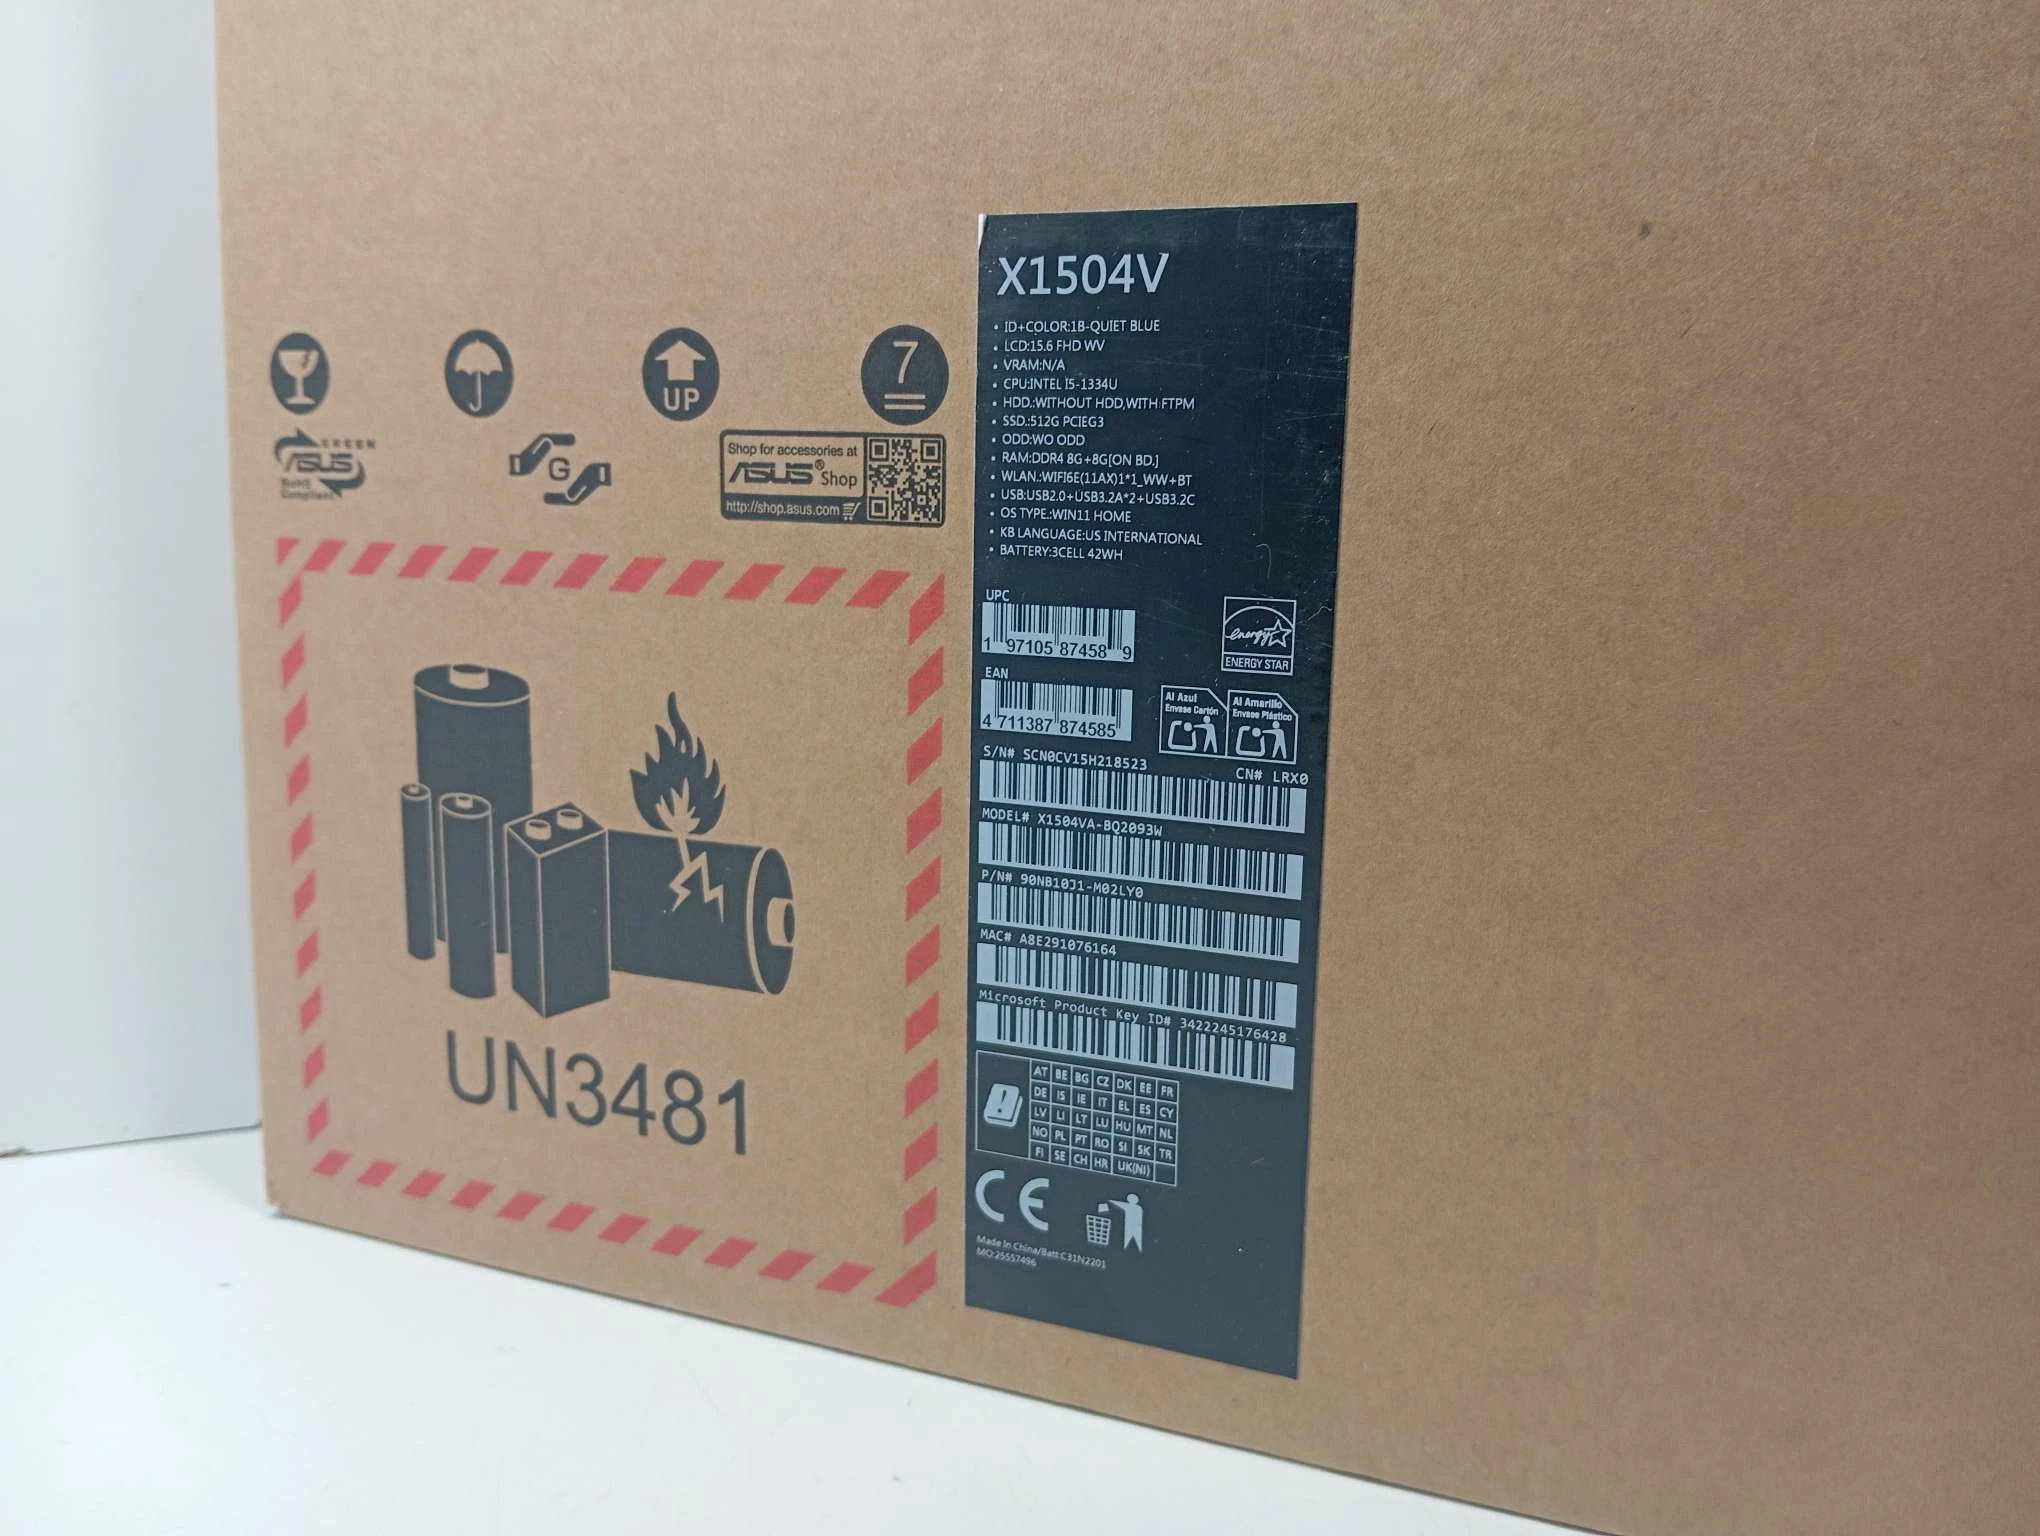 UP
7
GREEN
ASUS
RoHS
Compliant
G
Shop for accessories at
ASUS® Shop
http://shop.asus.com
UN3481
X1504V
• ID+COLOR:1B-QUIET BLUE
• LCD:15.6 FHD WV
• VRAM:N/A
• CPU:INTEL I5-1334U
• HDD.:WITHOUT HDD,WITH FTPM
• SSD.:512G PCIEG3
• ODD:WO ODD
• RAM:DDR4 8G+8G[ON BD.]
• WLAN.:WIFI6E(11AX)1*1_WW+BT
• USB:USB2.0+USB3.2A*2+USB3.2C
• OS TYPE.:WIN11 HOME
• KB LANGUAGE:US INTERNATIONAL
• BATTERY:3CELL 42WH
UPC
1 97105 87458 9
energy
ENERGY STAR
EAN
4 711387 874585
Al Azul
Envase Cartón
Al Amarillo
Envase Plástico
S/N# SCN0CV15H218523
CN# LRX0
MODEL# X1504VA-BQ2093W
P/N# 90NB10J1-M02LY0
MAC# A8E291076164
Microsoft Product Key ID# 3422245176428
AT BE BG CZ DK EE FR
DE IS IE IT EL ES CY
LV LI LT LU HU MT NL
NO PL PT RO SI SK TR
FI SE CH HR UK(NI)
CE
Made In China/Batt:C31N2201
MO:25557496